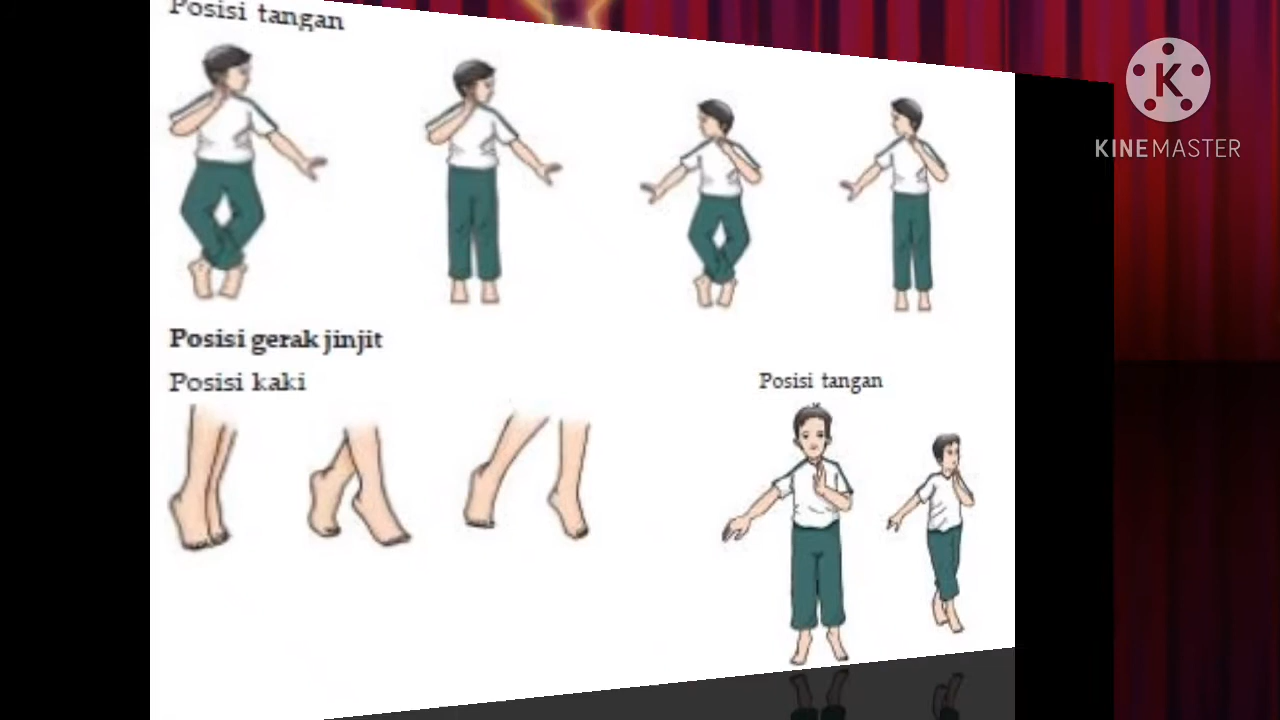 Posisi tangan
Posisi gerak jinjit
Posisi kaki
Posisi tangan
K
KINEMASTER